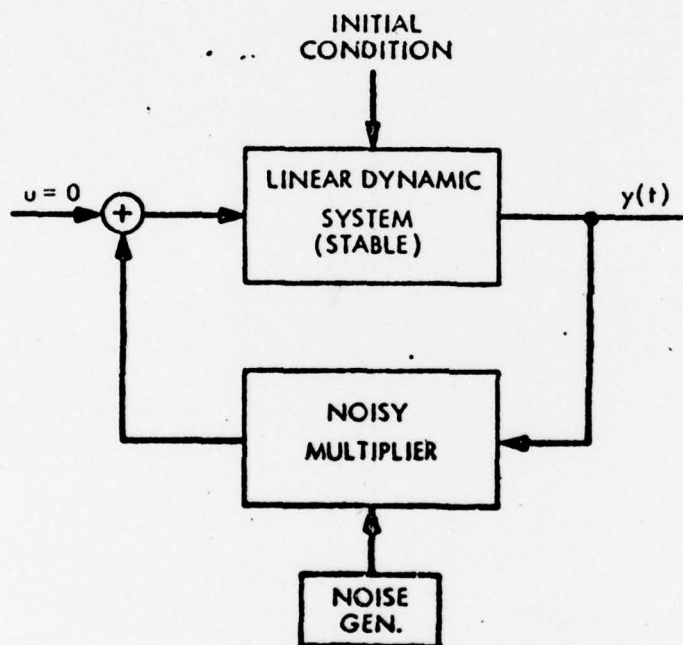 INITIAL
CONDITION
u = 0
+
LINEAR DYNAMIC
SYSTEM
(STABLE)
y(t)
NOISY
MULTIPLIER
NOISE
GEN.